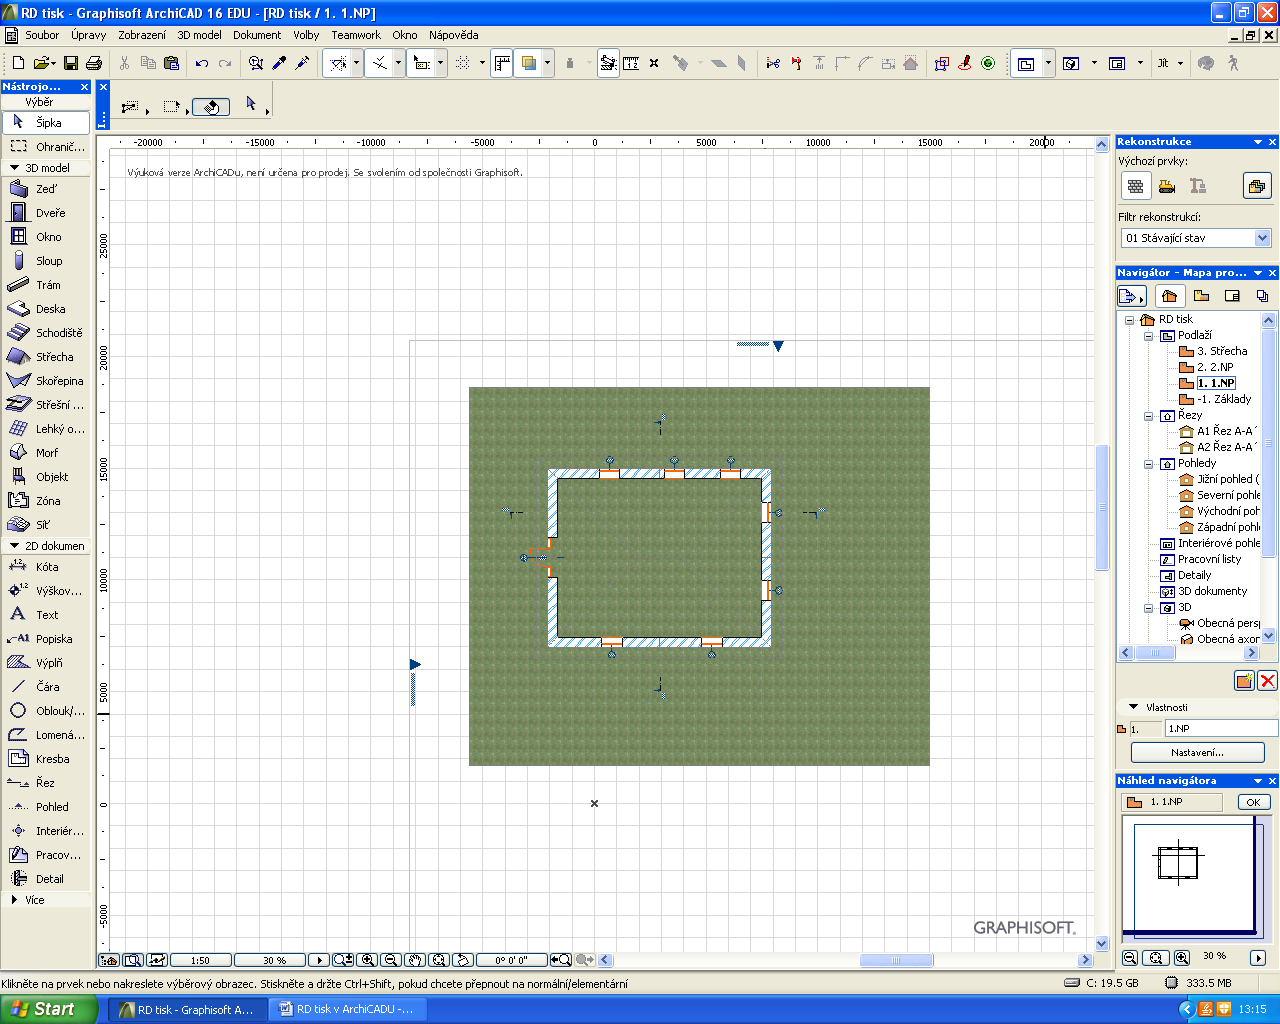 RD tisk - Graphisoft ArchiCAD 16 EDU - [RD tisk / 1. 1.NP]
Soubor Úpravy Zobrazení 3D model Dokument Volby Teamwork Okno Nápověda
Jít
Nástrojo...
Výběr
Šipka
Ohranič...
3D model
Zeď
Dveře
Okno
Sloup
Trám
Deska
Schodiště
Střecha
Skořepina
Střešní ...
Lehký o...
Morf
Objekt
Zóna
Síť
2D dokumen
Kóta
Výškov...
Text
Popiska
Výplň
Čára
Oblouk/...
Lomená...
Kresba
Řez
Pohled
Interiér...
Pracov...
Detail
Více
-20000 -15000 -10000 -5000 0 5000 10000 15000 20000
25000
20000
15000
10000
5000
0
-5000
Výuková verze ArchiCADu, není určena pro prodej. Se svolením od společnosti Graphisoft.
GRAPHISOFT.
1:50 30 % 0° 0' 0"
Rekonstrukce
Výchozí prvky:
Filtr rekonstrukcí:
01 Stávající stav
Navigátor - Mapa pro...
RD tisk
Podlaží
3. Střecha
2. 2.NP
1. 1.NP
-1. Základy
Řezy
A1 Řez A-A´
A2 Řez A-A´
Pohledy
Jižní pohled (
Severní pohle
Východní poh
Západní pohl
Interiérové pohle
Pracovní listy
Detaily
3D dokumenty
3D
Obecná persp
Obecná axon
Vlastnosti
1. 1.NP
Nastavení...
Náhled navigátora
1. 1.NP OK
30 %
Klikněte na prvek nebo nakreslete výběrový obrazec. Stiskněte a držte Ctrl+Shift, pokud chcete přepnout na normální/elementární
C: 19.5 GB 333.5 MB
Start RD tisk - Graphisoft A... RD tisk v ArchiCADU -... 13:15